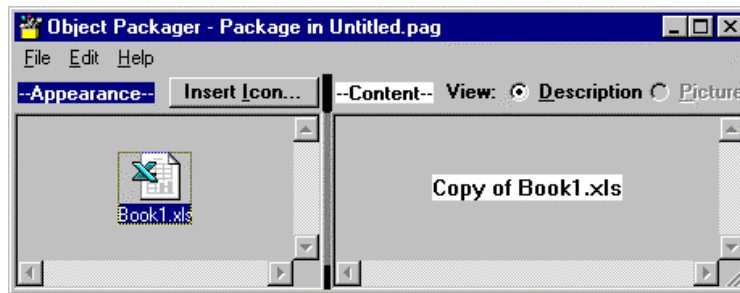 Object Packager - Package in Untitled.pag
File Edit Help
--Appearance-- Insert Icon... --Content-- View: Description Picture
Book1.xls
Copy of Book1.xls